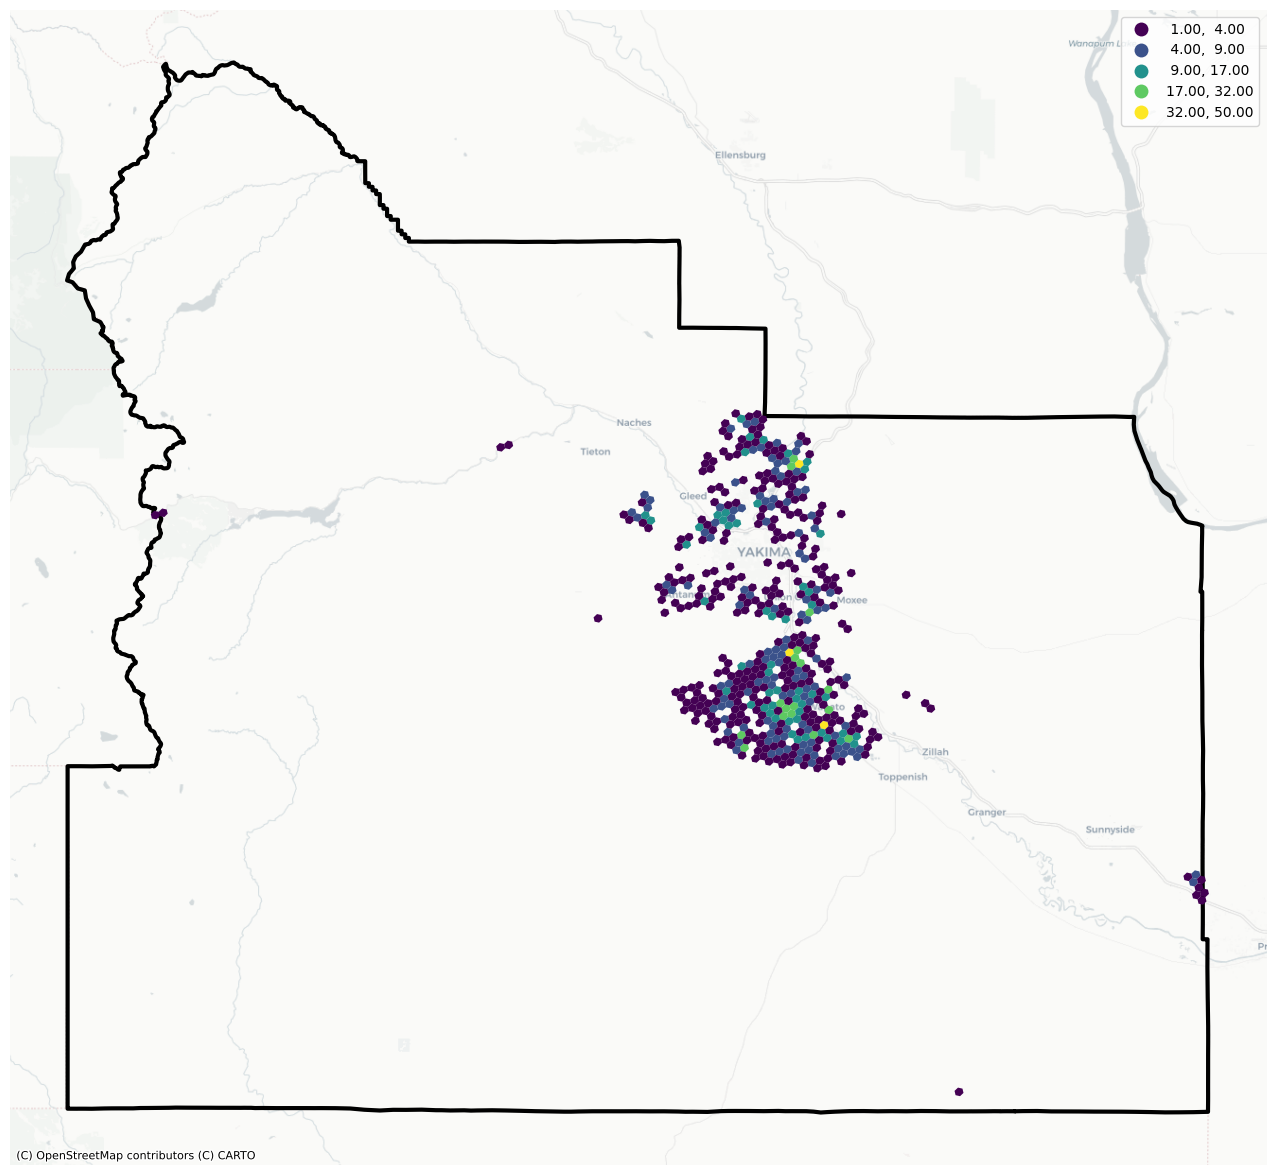 1.00,  4.00
4.00,  9.00
9.00, 17.00
17.00, 32.00
32.00, 50.00
Wanapum L
Ellensburg
Naches
Tieton
Gleed
YAKIMA
Moxee
Zillah
Toppenish
Granger
Sunnyside
Pr
(C) OpenStreetMap contributors (C) CARTO